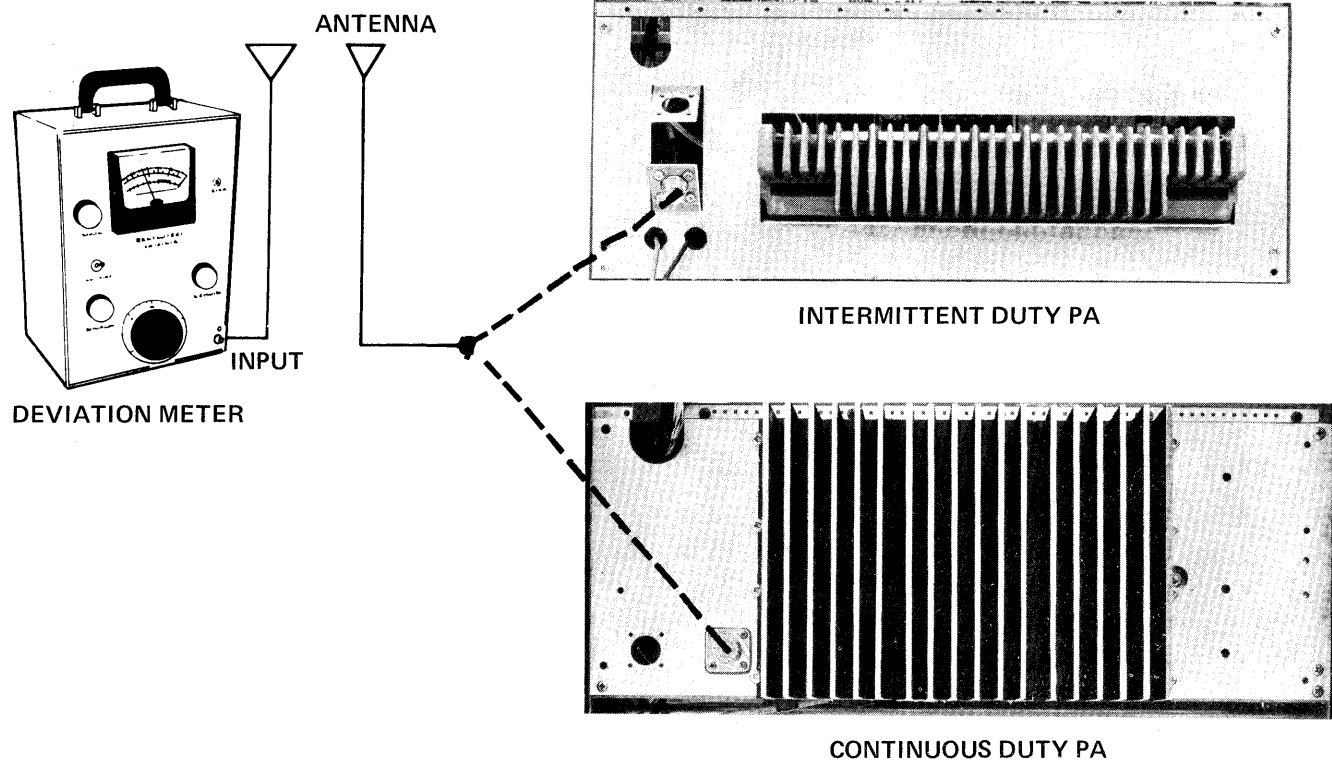 ANTENNA
INPUT
DEVIATION METER
INTERMITTENT DUTY PA
CONTINUOUS DUTY PA